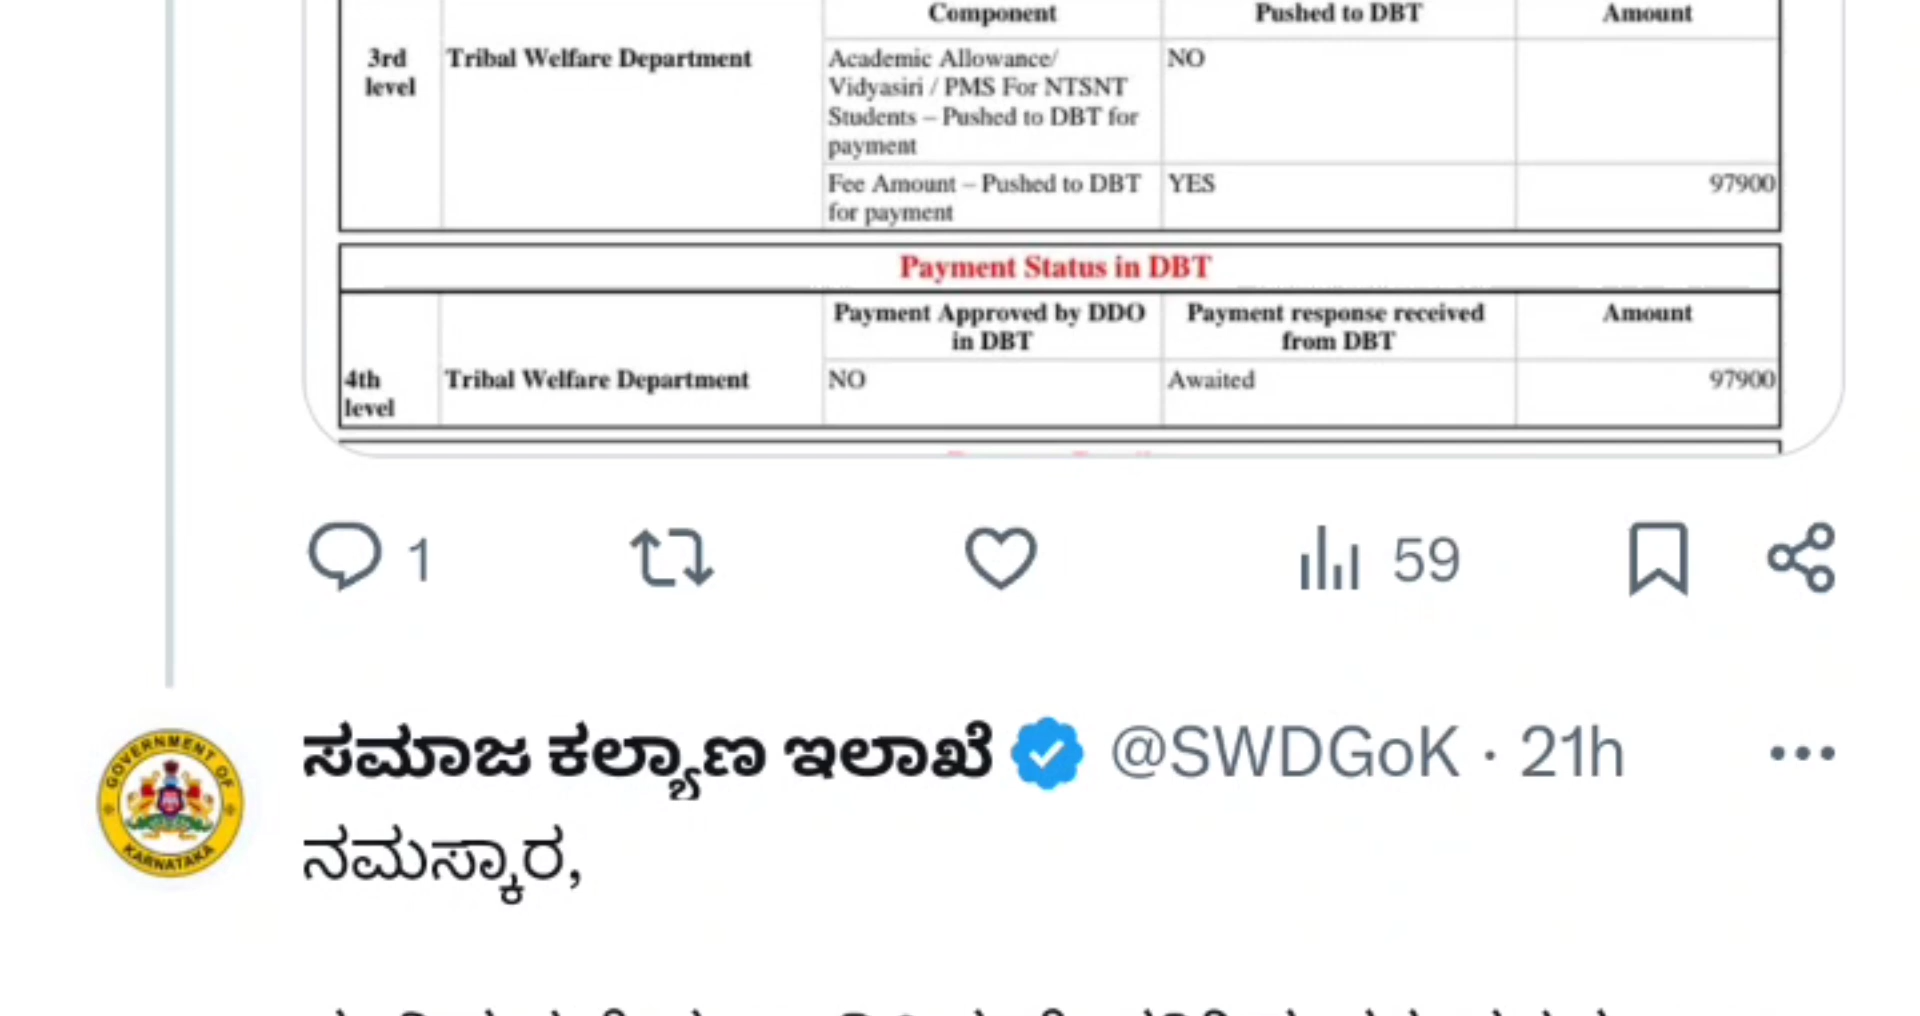 Component Pushed to DBT Amount
3rd level Tribal Welfare Department Academic Allowance/ NO
Vidyasiri / PMS For NTSNT
Students – Pushed to DBT for
payment
Fee Amount – Pushed to DBT YES 97900
for payment
Payment Status in DBT
Payment Approved by DDO Payment response received Amount
in DBT from DBT
4th level Tribal Welfare Department NO Awaited 97900
1 59
ಸಮಾಜ ಕಲ್ಯಾಣ ಇಲಾಖೆ @SWDGoK · 21h
GOVERNMENT OF
KARNATAKA
ನಮಸ್ಕಾರ,